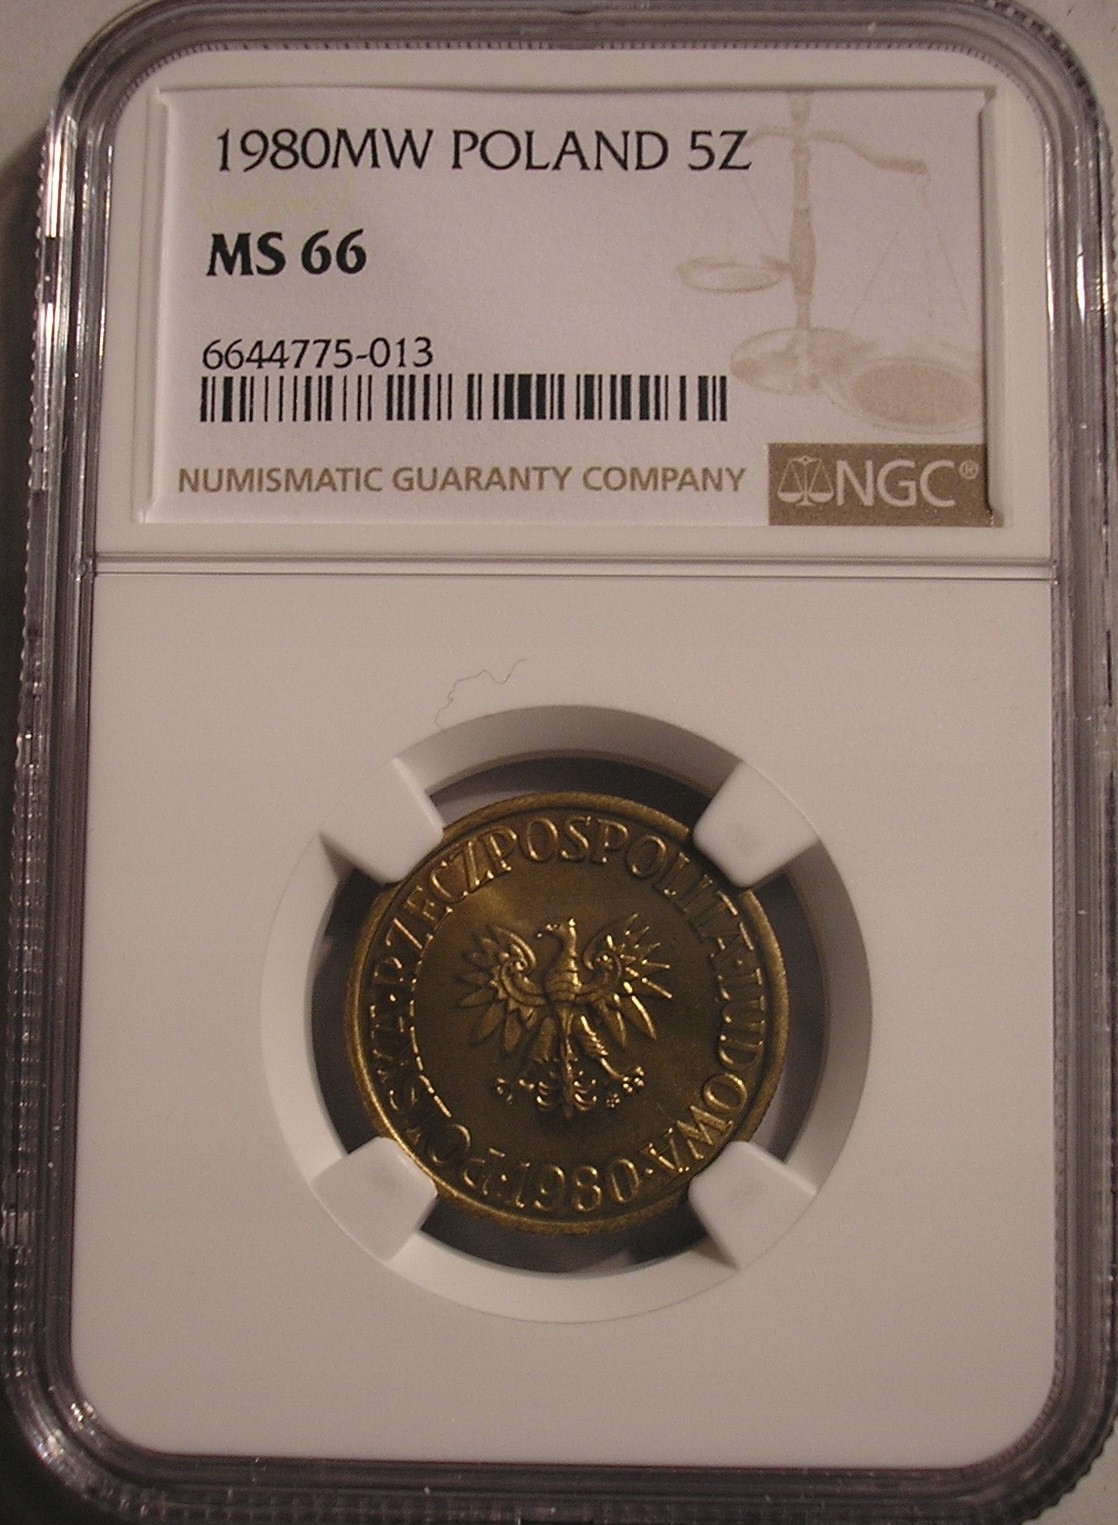 1980MW POLAND 5Z
MS 66
6644775-013
NUMISMATIC GUARANTY COMPANY
NGC®
POLSKA·RZECZPOSPOLITA·LUDOWA·
1980·